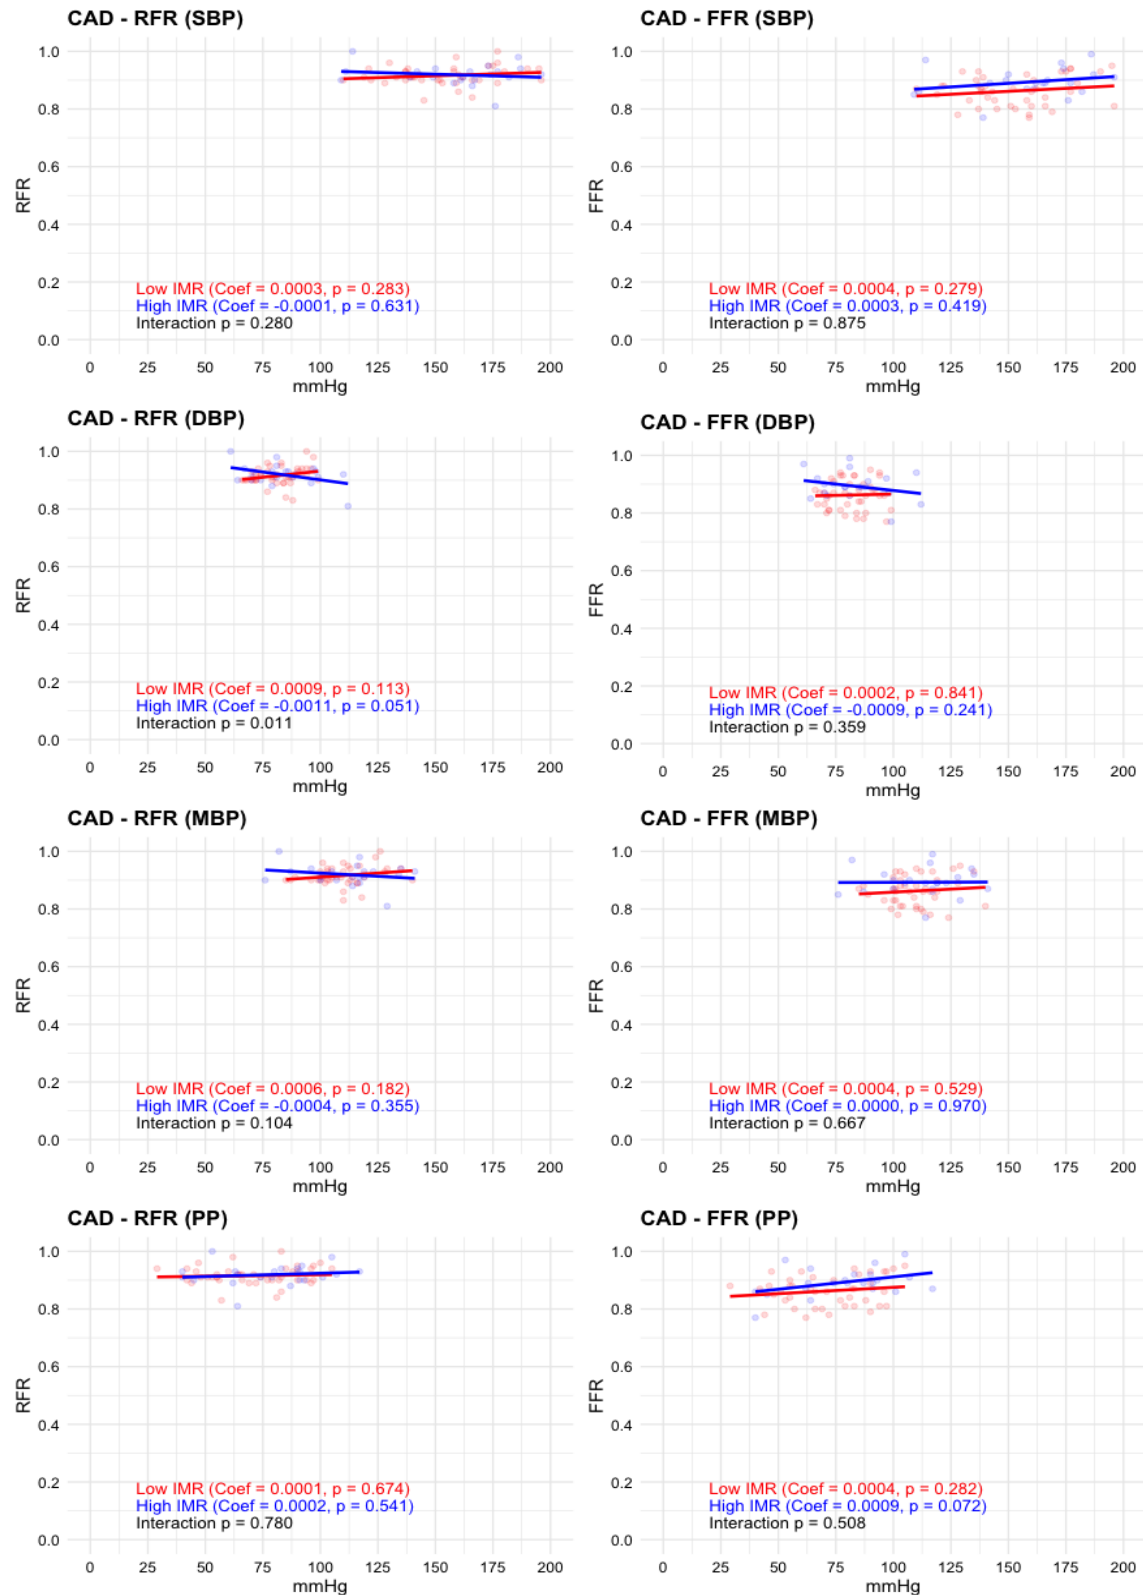 CAD - RFR (SBP)
1.0
0.8
0.6
0.4
0.2
0.0
RFR
Low IMR (Coef = 0.0003, p = 0.283)
High IMR (Coef = -0.0001, p = 0.631)
Interaction p = 0.280
0 25 50 75 100 125 150 175 200
mmHg
CAD - FFR (SBP)
1.0
0.8
0.6
0.4
0.2
0.0
FFR
Low IMR (Coef = 0.0004, p = 0.279)
High IMR (Coef = 0.0003, p = 0.419)
Interaction p = 0.875
0 25 50 75 100 125 150 175 200
mmHg
CAD - RFR (DBP)
1.0
0.8
0.6
0.4
0.2
0.0
RFR
Low IMR (Coef = 0.0009, p = 0.113)
High IMR (Coef = -0.0011, p = 0.051)
Interaction p = 0.011
0 25 50 75 100 125 150 175 200
mmHg
CAD - FFR (DBP)
1.0
0.8
0.6
0.4
0.2
0.0
FFR
Low IMR (Coef = 0.0002, p = 0.841)
High IMR (Coef = -0.0009, p = 0.241)
Interaction p = 0.359
0 25 50 75 100 125 150 175 200
mmHg
CAD - RFR (MBP)
1.0
0.8
0.6
0.4
0.2
0.0
RFR
Low IMR (Coef = 0.0006, p = 0.182)
High IMR (Coef = -0.0004, p = 0.355)
Interaction p = 0.104
0 25 50 75 100 125 150 175 200
mmHg
CAD - FFR (MBP)
1.0
0.8
0.6
0.4
0.2
0.0
FFR
Low IMR (Coef = 0.0004, p = 0.529)
High IMR (Coef = 0.0000, p = 0.970)
Interaction p = 0.667
0 25 50 75 100 125 150 175 200
mmHg
CAD - RFR (PP)
1.0
0.8
0.6
0.4
0.2
0.0
RFR
Low IMR (Coef = 0.0001, p = 0.674)
High IMR (Coef = 0.0002, p = 0.541)
Interaction p = 0.780
0 25 50 75 100 125 150 175 200
mmHg
CAD - FFR (PP)
1.0
0.8
0.6
0.4
0.2
0.0
FFR
Low IMR (Coef = 0.0004, p = 0.282)
High IMR (Coef = 0.0009, p = 0.072)
Interaction p = 0.508
0 25 50 75 100 125 150 175 200
mmHg